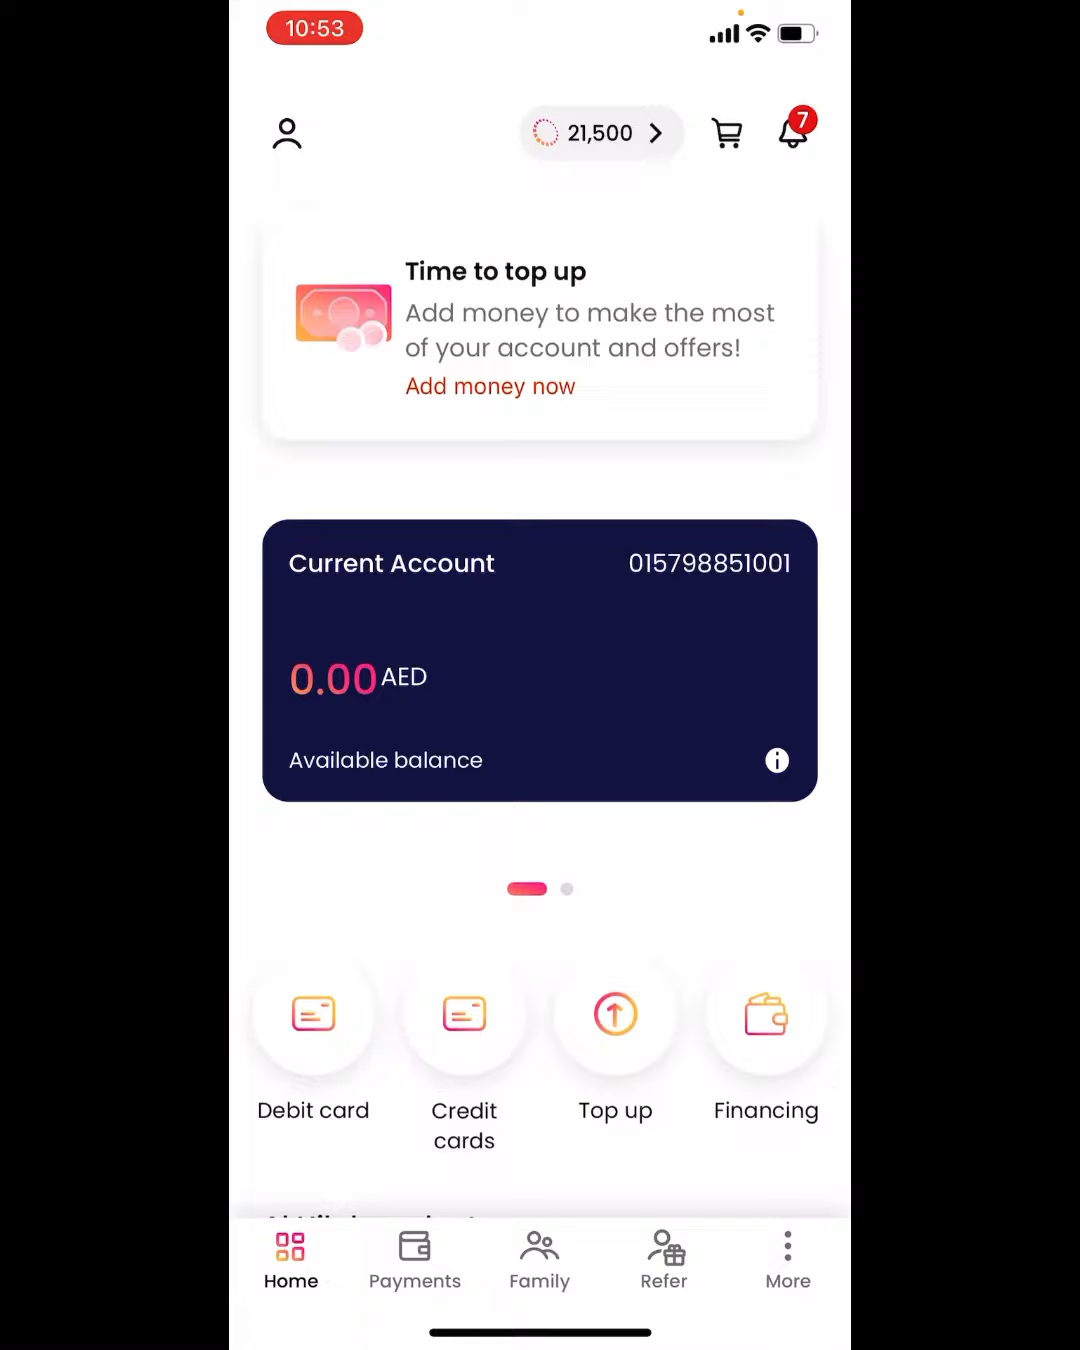 10:53
21,500
7
Time to top up
Add money to make the most
of your account and offers!
Add money now
Current Account
015798851001
0.00 AED
Available balance
Debit card
Credit
cards
Top up
Financing
Home
Payments
Family
Refer
More